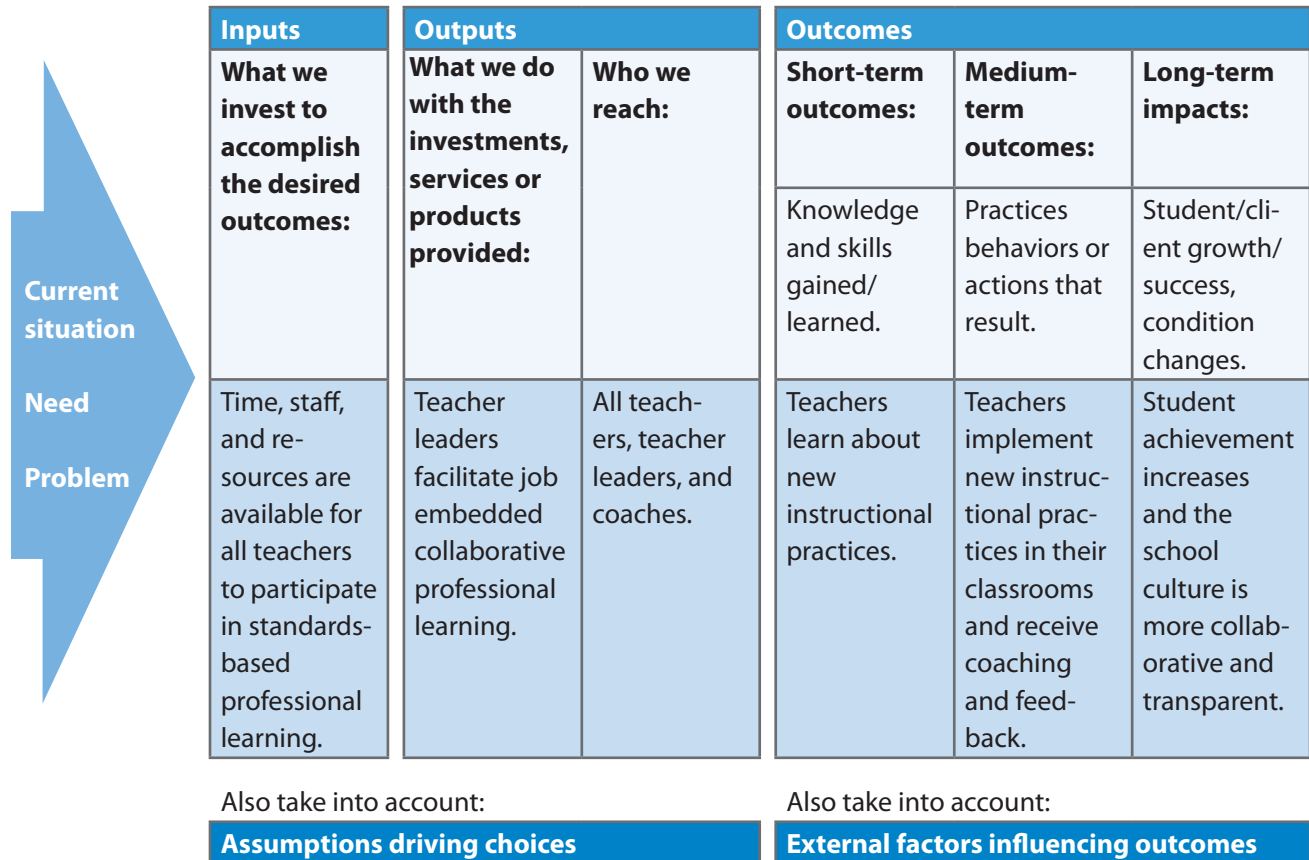 Current
situation
Need
Problem
Inputs
What we
invest to
accomplish
the desired
outcomes:
Time, staff,
and re-
sources are
available for
all teachers
to participate
in standards-
based
professional
learning.
Outputs
What we do
with the
investments,
services or
products
provided:
Teacher
leaders
facilitate job
embedded
collaborative
professional
learning.
Who we
reach:
All teach-
ers, teacher
leaders, and
coaches.
Outcomes
Short-term
outcomes:
Knowledge
and skills
gained/
learned.
Teachers
learn about
new
instructional
practices.
Medium-
term
outcomes:
Practices
behaviors or
actions that
result.
Teachers
implement
new instruc-
tional prac-
tices in their
classrooms
and receive
coaching
and feed-
back.
Long-term
impacts:
Student/cli-
ent growth/
success,
condition
changes.
Student
achievement
increases
and the
school
culture is
more collab-
orative and
transparent.
Also take into account:
Assumptions driving choices
Also take into account:
External factors influencing outcomes